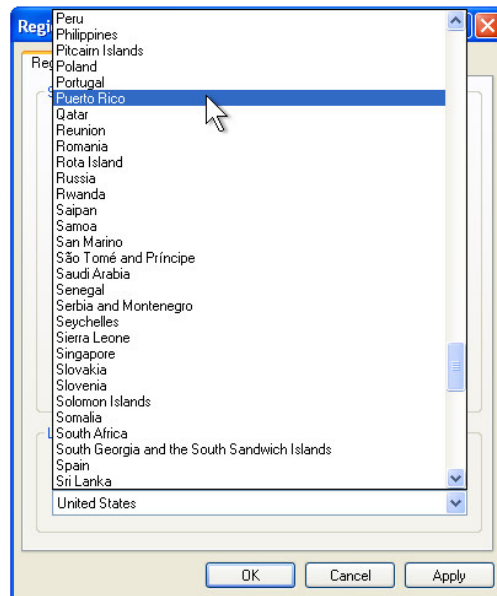 Regi
Reg
S
Peru
Philippines
Pitcairn Islands
Poland
Portugal
Puerto Rico
Qatar
Reunion
Romania
Rota Island
Russia
Rwanda
Saipan
Samoa
San Marino
São Tomé and Príncipe
Saudi Arabia
Senegal
Serbia and Montenegro
Seychelles
Sierra Leone
Singapore
Slovakia
Slovenia
Solomon Islands
Somalia
South Africa
South Georgia and the South Sandwich Islands
Spain
Sri Lanka
L
United States
OK Cancel Apply